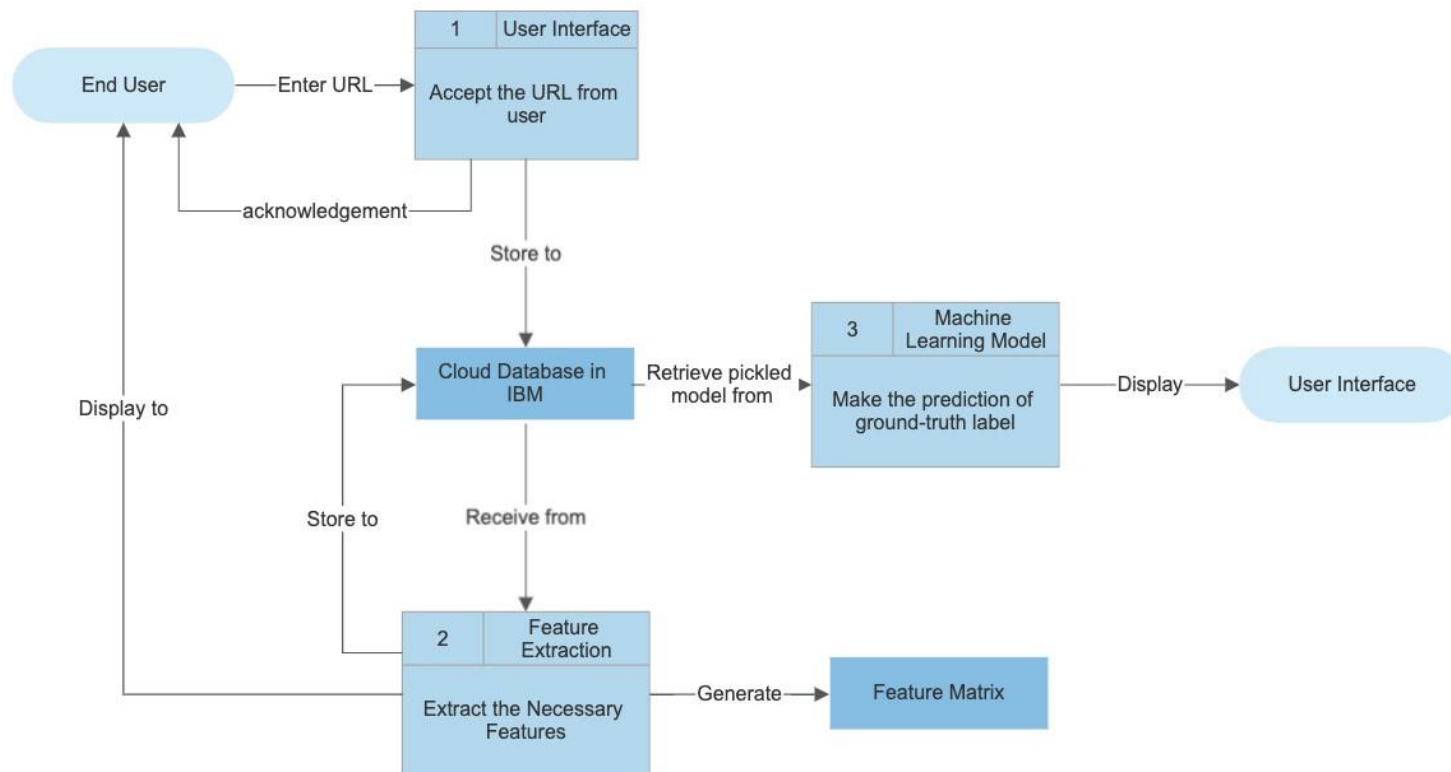 1
User Interface
End User
Enter URL
Accept the URL from
user
acknowledgement
Store to
3
Machine
Learning Model
Cloud Database in
IBM
Retrieve pickled
model from
Make the prediction of
ground-truth label
Display
User Interface
Display to
Store to
Receive from
2
Feature
Extraction
Extract the Necessary
Features
Generate
Feature Matrix